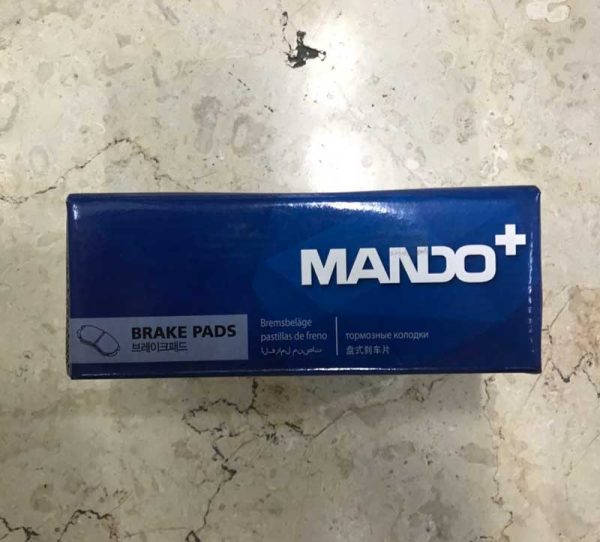 MANDO+
BRAKE PADS
브레이크패드
Bremsbeläge
pastillas de freno
тормозные колодки
盘式刹车片